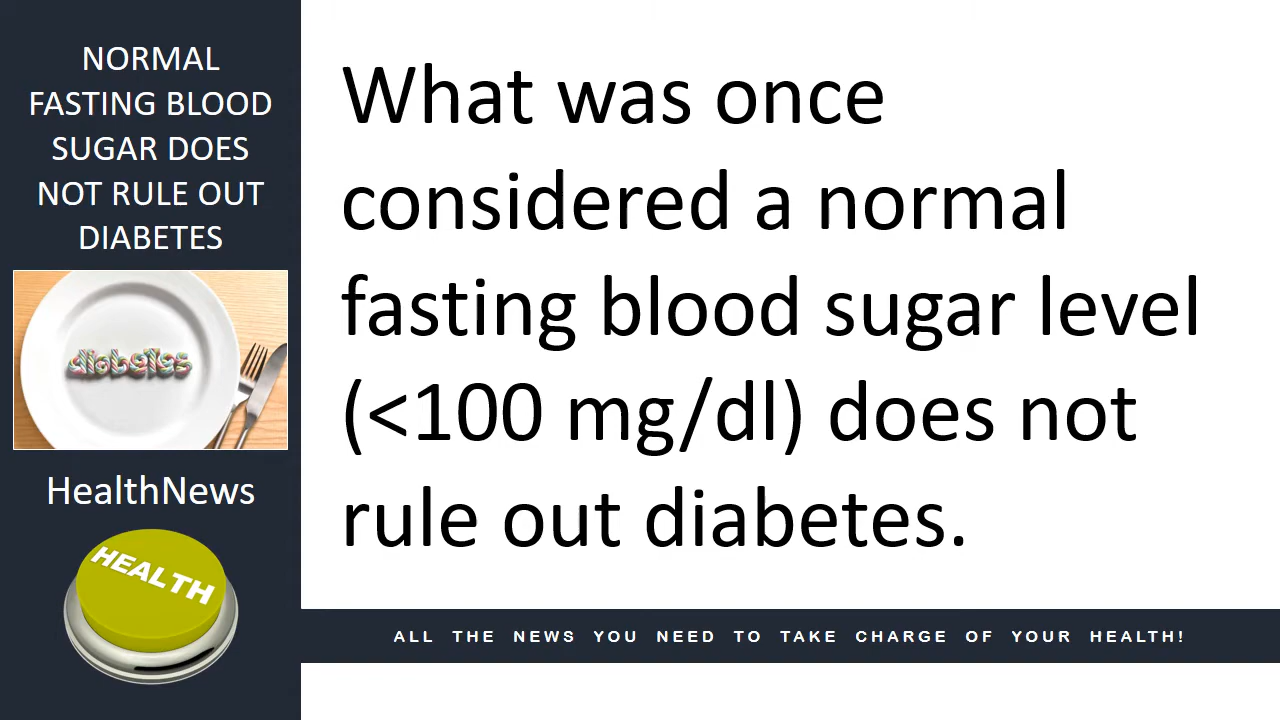 NORMAL
FASTING BLOOD
SUGAR DOES
NOT RULE OUT
DIABETES
diabetes
HealthNews
HEALTH
What was once
considered a normal
fasting blood sugar level
(<100 mg/dl) does not
rule out diabetes.
ALL THE NEWS YOU NEED TO TAKE CHARGE OF YOUR HEALTH!